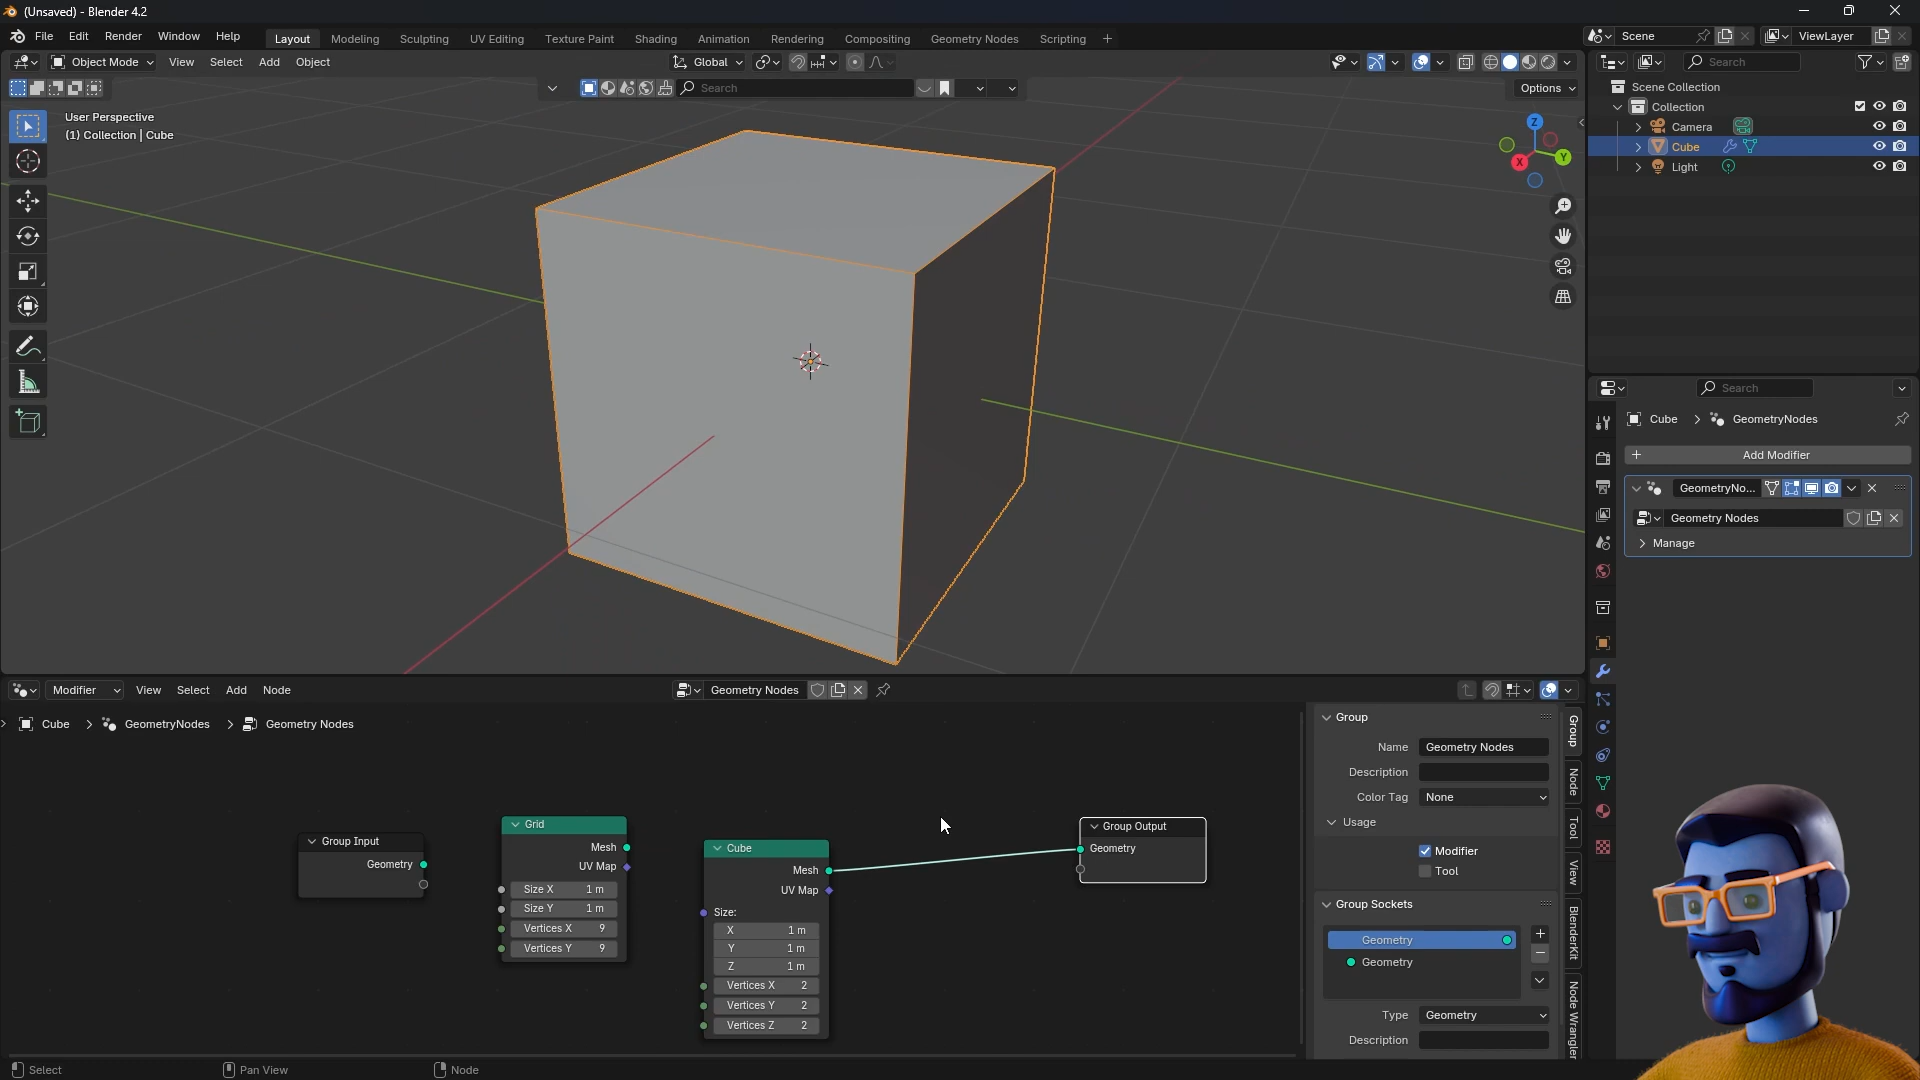 (Unsaved) - Blender 4.2
File Edit Render Window Help
Layout Modeling Sculpting UV Editing Texture Paint Shading Animation Rendering Compositing Geometry Nodes Scripting +
Scene
ViewLayer
Object Mode View Select Add Object
Global
Search
Search
Options
User Perspective
(1) Collection | Cube
Z
Y
X
Scene Collection
Collection
Camera
Cube
Light
Search
Cube > GeometryNodes
+ Add Modifier
GeometryNo...
Geometry Nodes
Manage
Modifier View Select Add Node
Geometry Nodes
Cube > GeometryNodes > Geometry Nodes
Group Input
Geometry
Grid
Mesh
UV Map
Size X 1 m
Size Y 1 m
Vertices X 9
Vertices Y 9
Cube
Mesh
UV Map
Size:
X 1 m
Y 1 m
Z 1 m
Vertices X 2
Vertices Y 2
Vertices Z 2
Group Output
Geometry
Group
Name Geometry Nodes
Description
Color Tag None
Usage
Modifier
Tool
Group Sockets
Geometry
Geometry
Type Geometry
Description
Group
Node
Tool
View
BlenderKit
Node Wrangler
Select
Pan View
Node